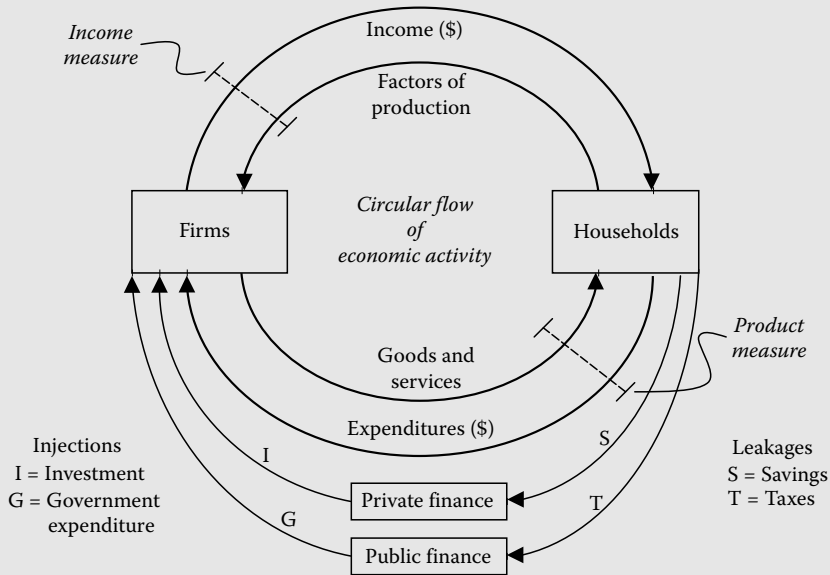 Income ($)
Income
measure
Factors of
production
Firms
Circular flow
of
economic activity
Households
Product
measure
Goods and
services
Expenditures ($)
Injections
I = Investment
G = Government
expenditure
I
S
Leakages
S = Savings
T = Taxes
Private finance
G
T
Public finance